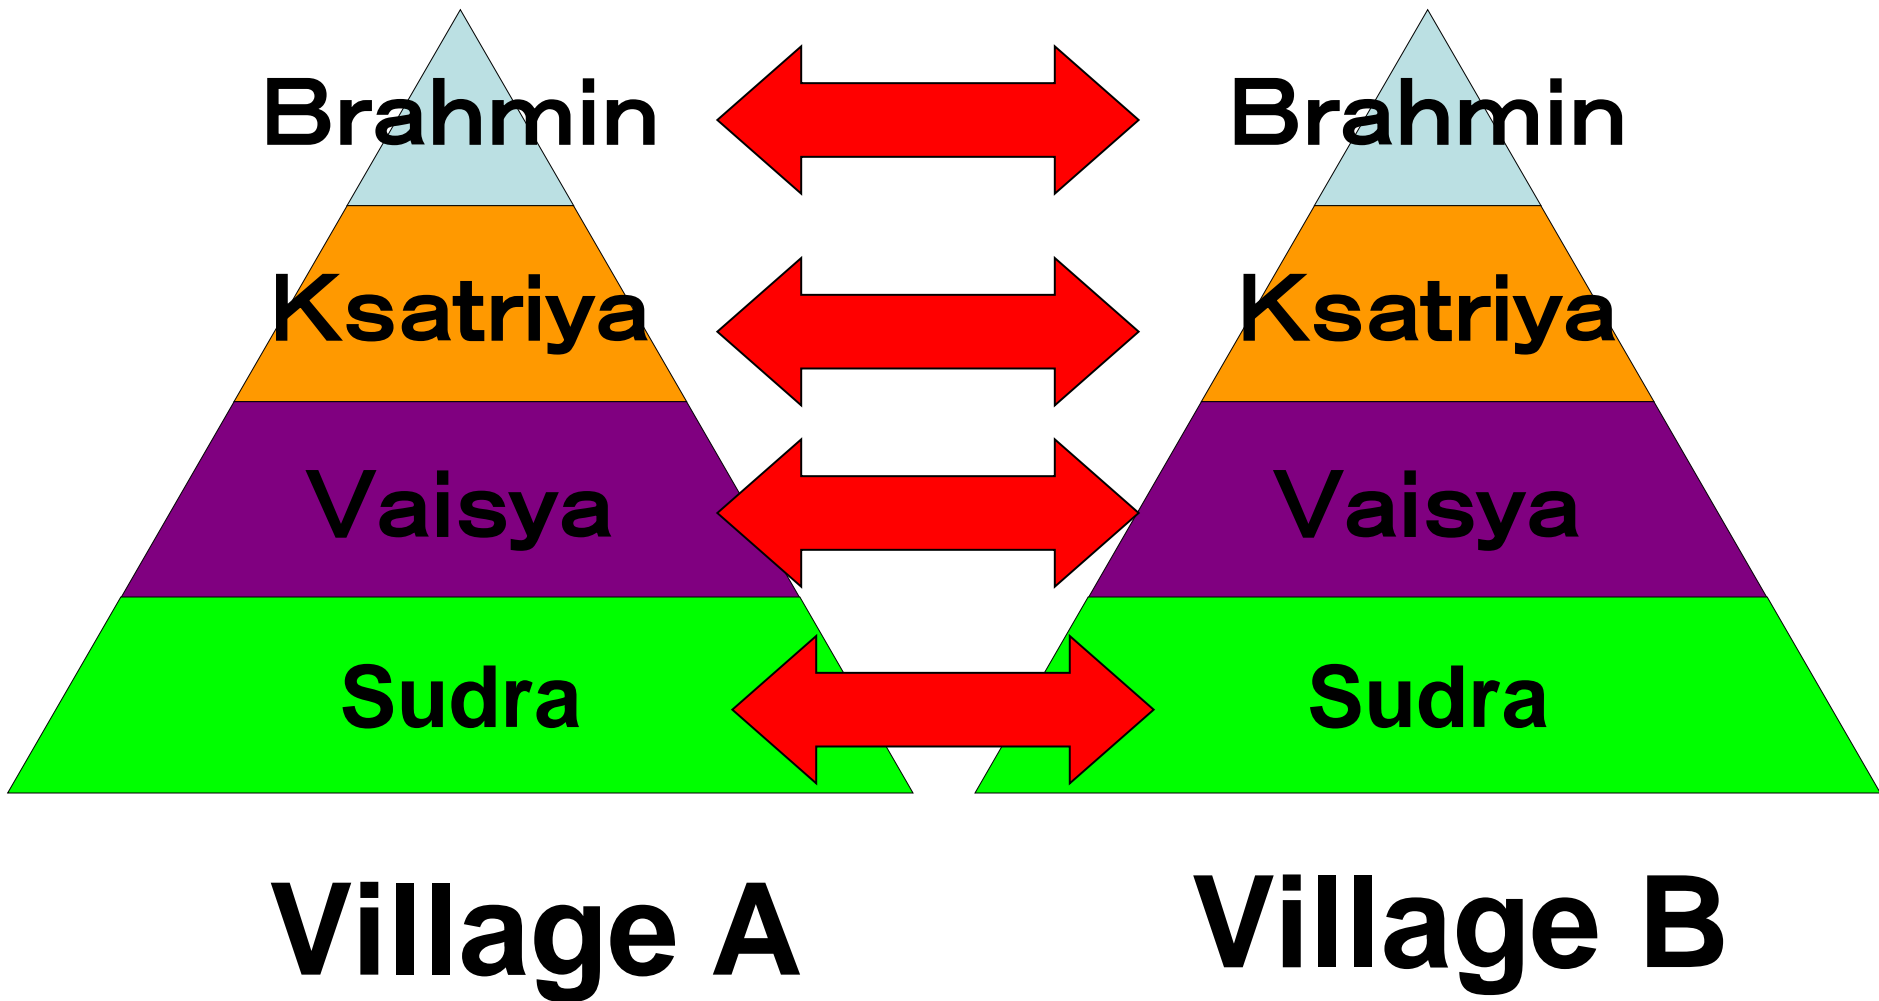 Brahmin
Brahmin
Ksatriya
Ksatriya
Vaisya
Vaisya
Sudra
Sudra
Village A
Village B